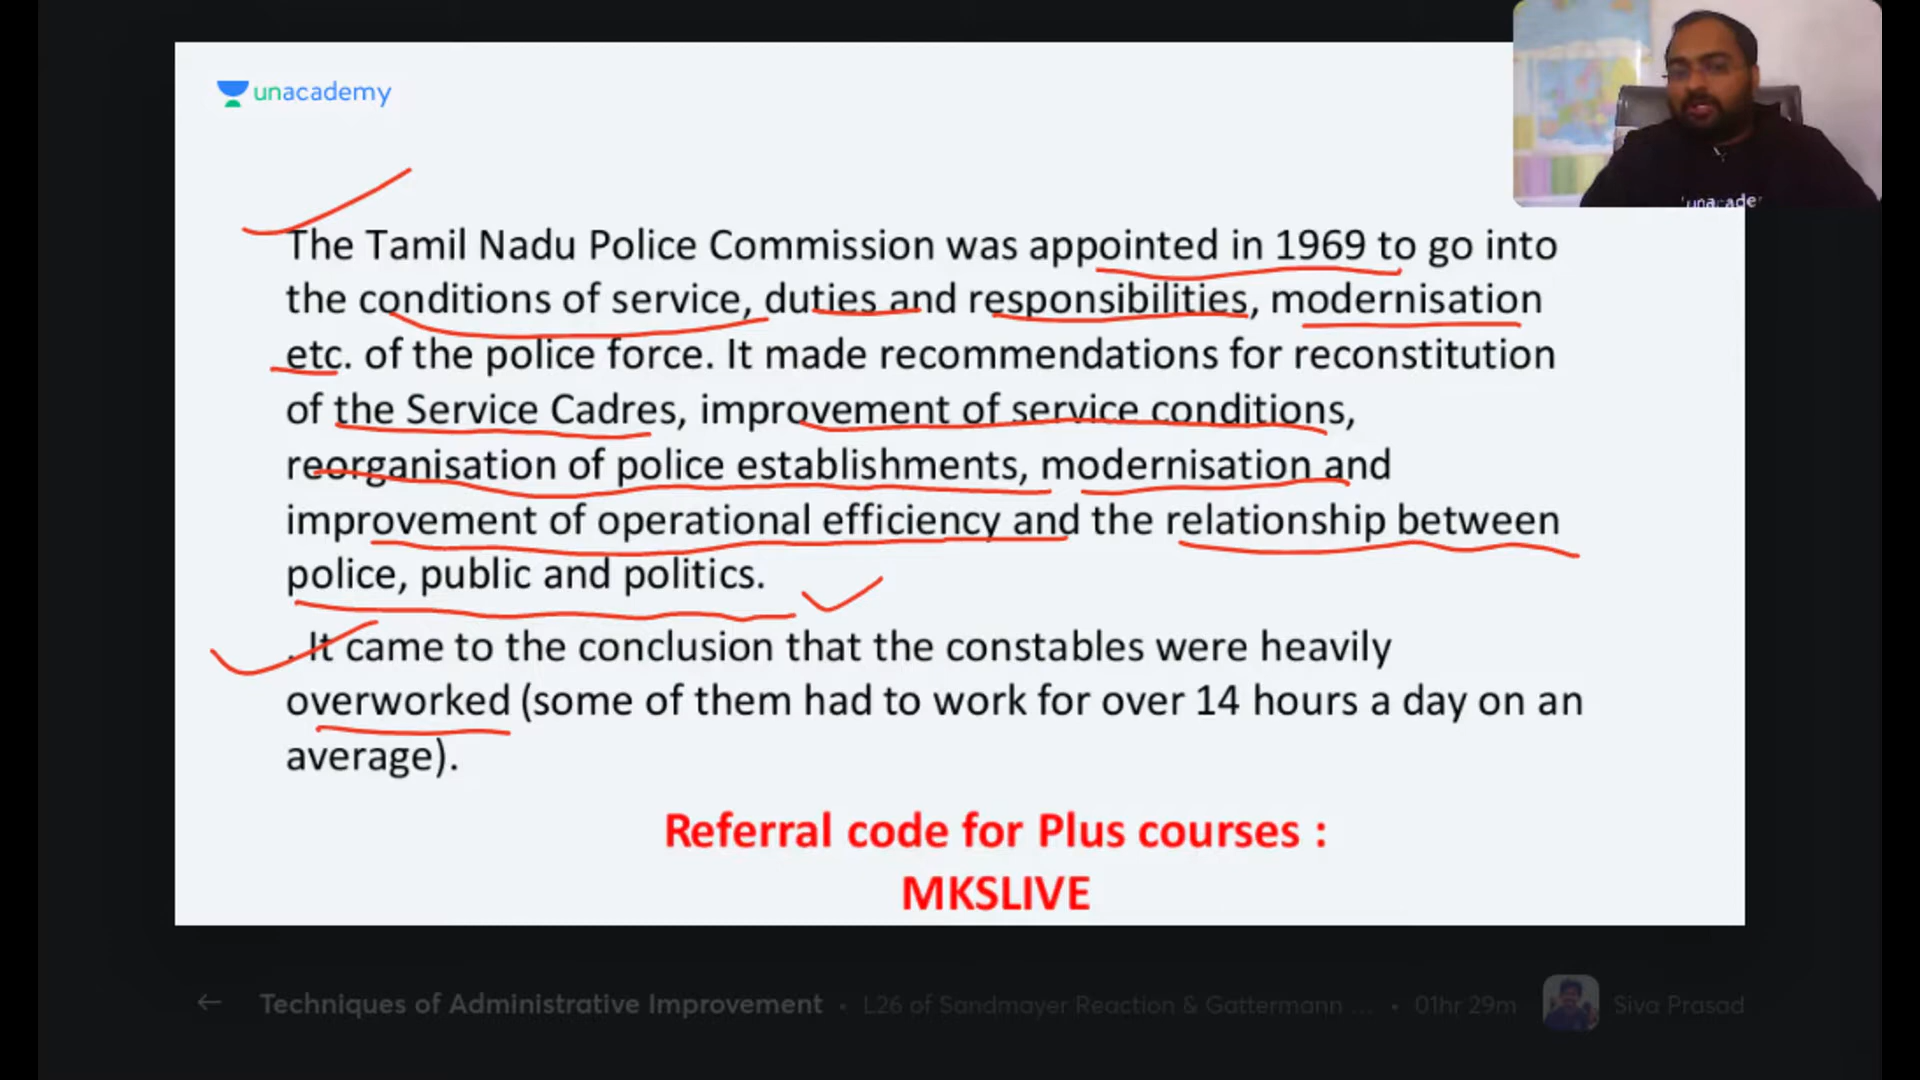 unacademy
The Tamil Nadu Police Commission was appointed in 1969 to go into
the conditions of service, duties and responsibilities, modernisation
etc. of the police force. It made recommendations for reconstitution
of the Service Cadres, improvement of service conditions,
reorganisation of police establishments, modernisation and
improvement of operational efficiency and the relationship between
police, public and politics.
. It came to the conclusion that the constables were heavily
overworked (some of them had to work for over 14 hours a day on an
average).
Referral code for Plus courses :
MKSLIVE
← Techniques of Administrative Improvement • L26 of Sandmayer Reaction & Gattermann ... • 01hr 29m Siva Prasad